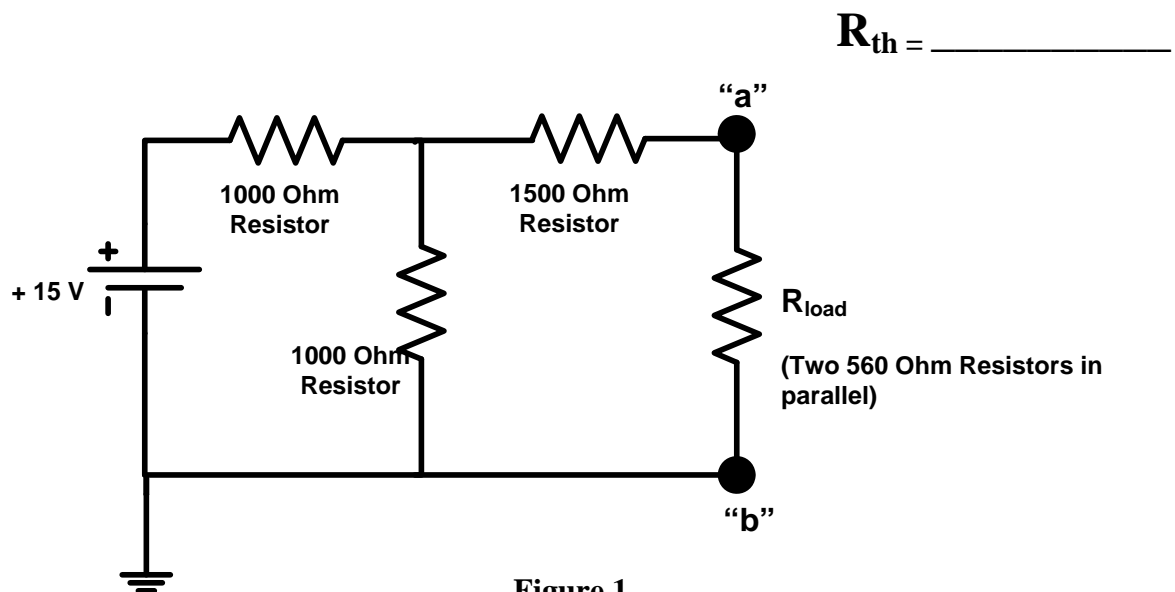 Rth = ______________
“a”
1000 Ohm
Resistor
1500 Ohm
Resistor
+
+ 15 V
Rload
1000 Ohm
Resistor
(Two 560 Ohm Resistors in
parallel)
“b”
Figure 1